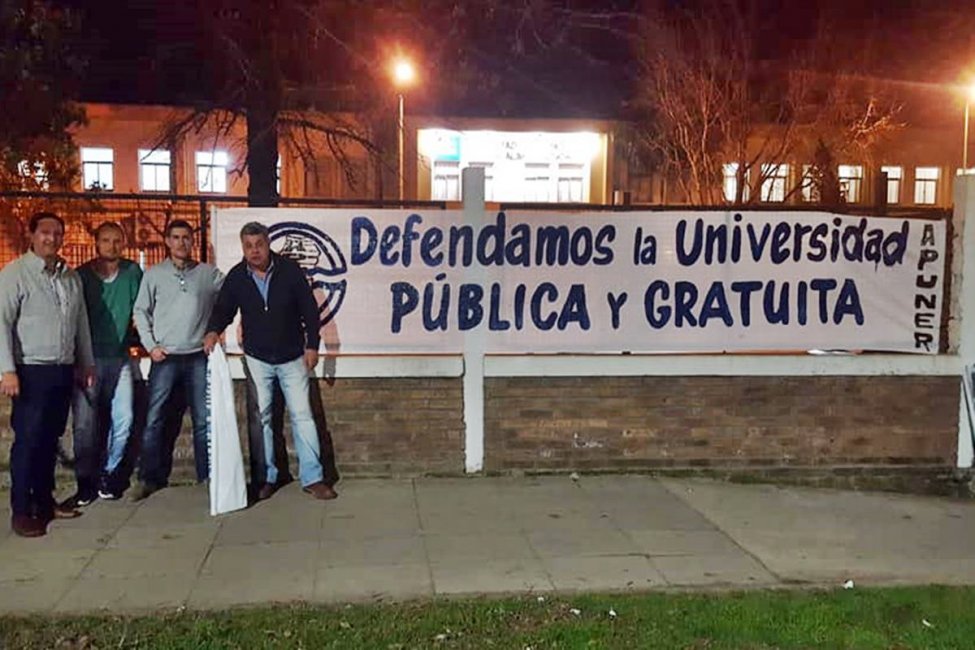 Defendamos la Universidad
PÚBLICA Y GRATUITA
APUNER